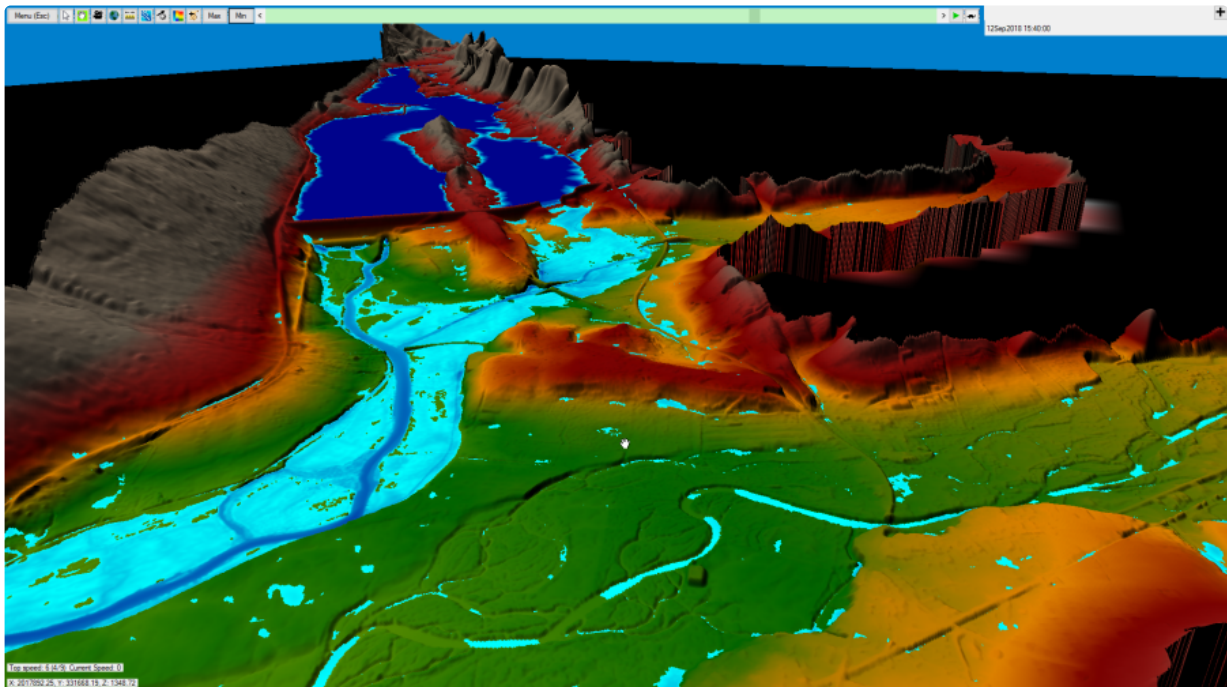 Menu (Esc) Max Min < >
12Sep2018 15:40:00
Top speed: 6 (4/9) Current Speed: 0
X: 2017892.25, Y: 331668.19, Z: 1348.72